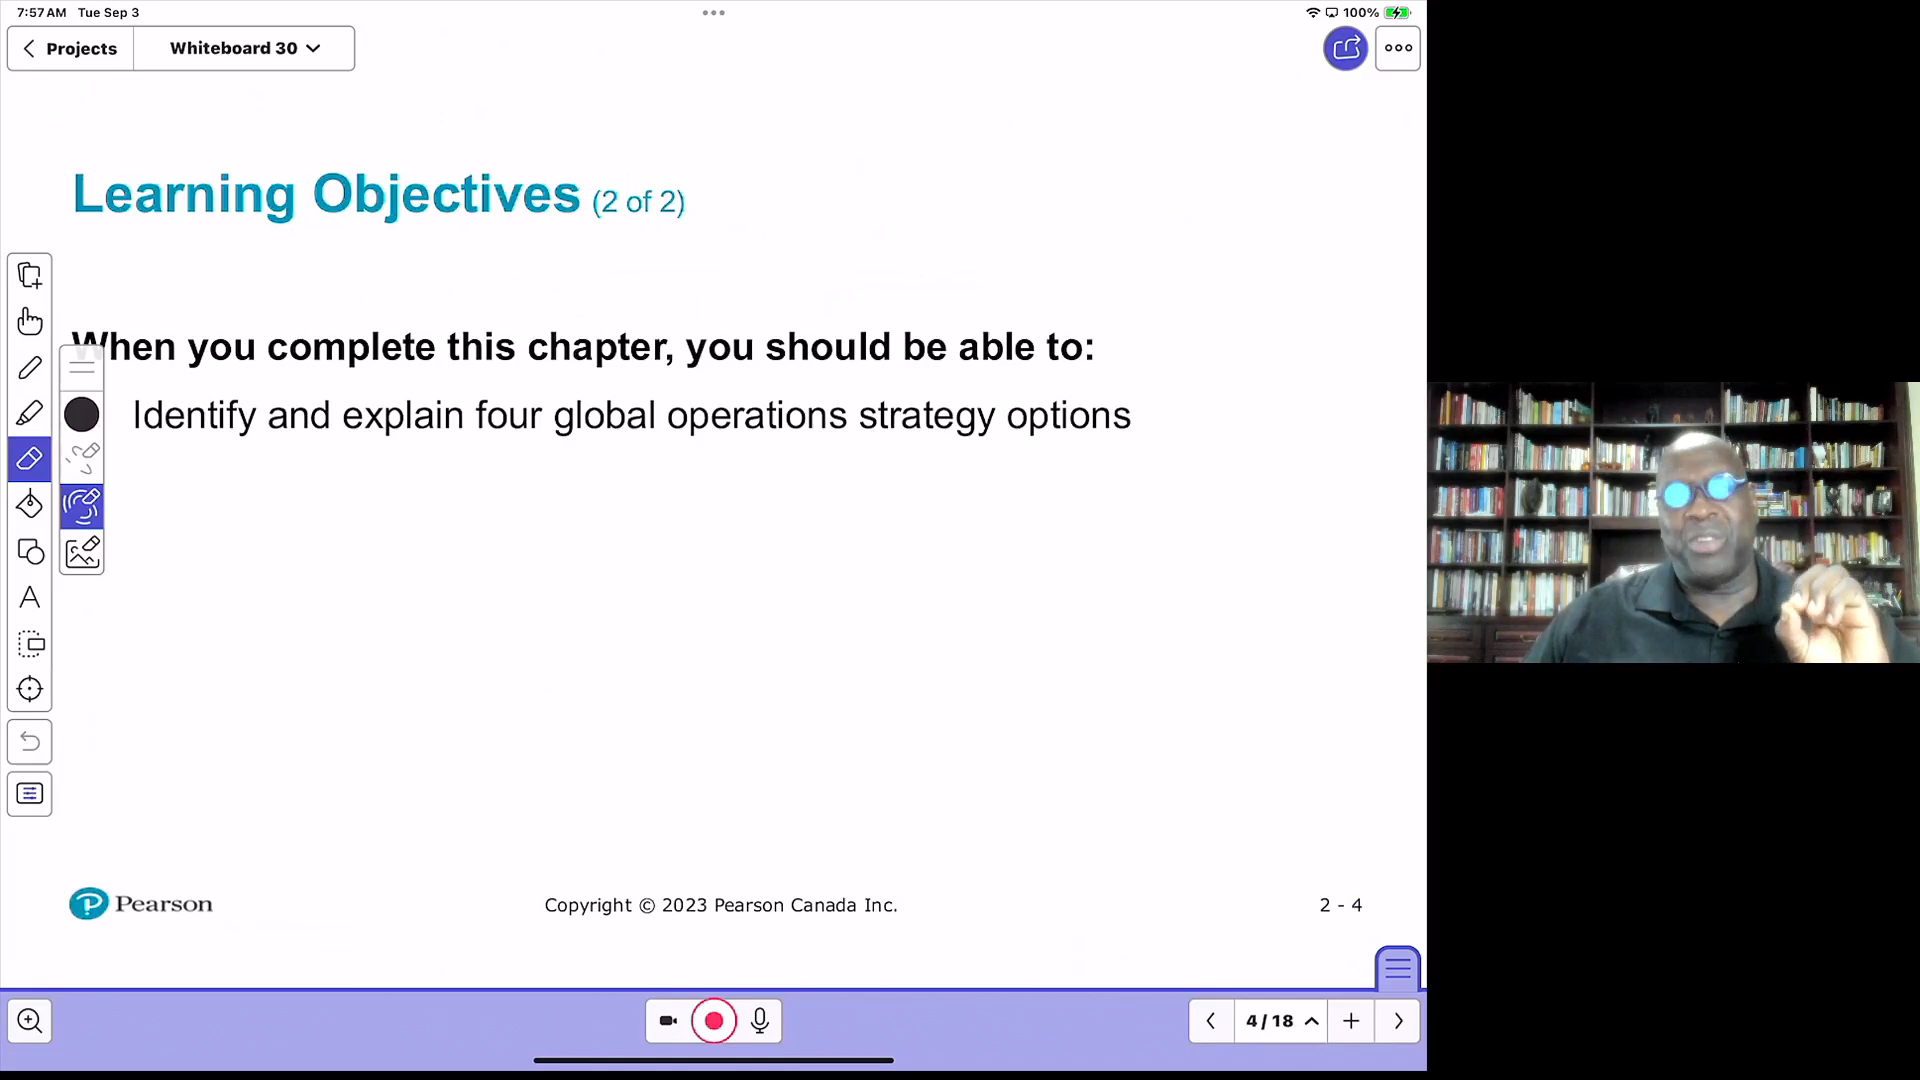 7:57 AM Tue Sep 3
100%
Projects
Whiteboard 30
Learning Objectives (2 of 2)
When you complete this chapter, you should be able to:
Identify and explain four global operations strategy options
A
Pearson
Copyright © 2023 Pearson Canada Inc.
2 - 4
4/18